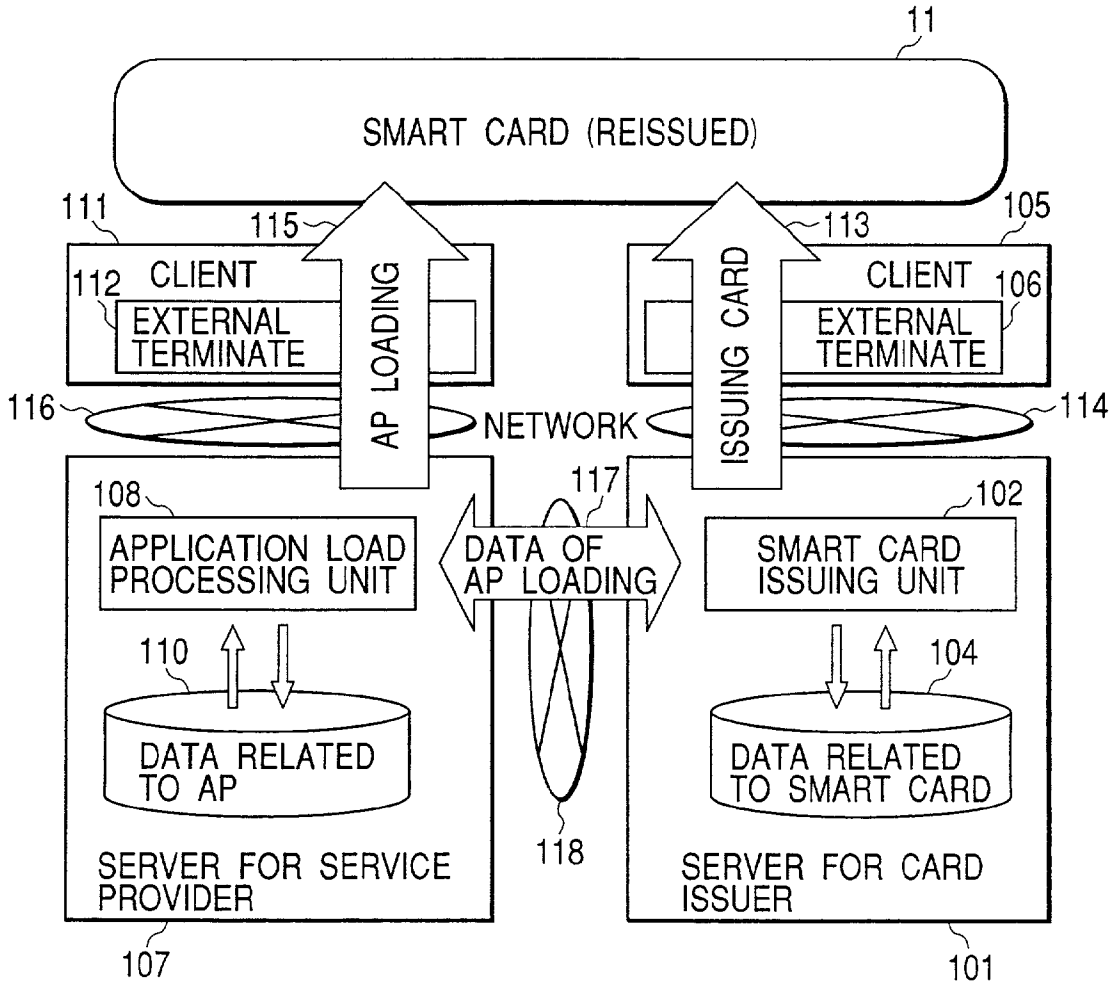 11
SMART CARD (REISSUED)
111
115
113
105
CLIENT
CLIENT
112
106
EXTERNAL
TERMINATE
EXTERNAL
TERMINATE
AP LOADING
ISSUING CARD
116
NETWORK
114
108
117
102
APPLICATION LOAD
PROCESSING UNIT
DATA OF
AP LOADING
SMART CARD
ISSUING UNIT
110
104
DATA RELATED
TO AP
DATA RELATED
TO SMART CARD
118
SERVER FOR SERVICE
PROVIDER
SERVER FOR CARD
ISSUER
107
101